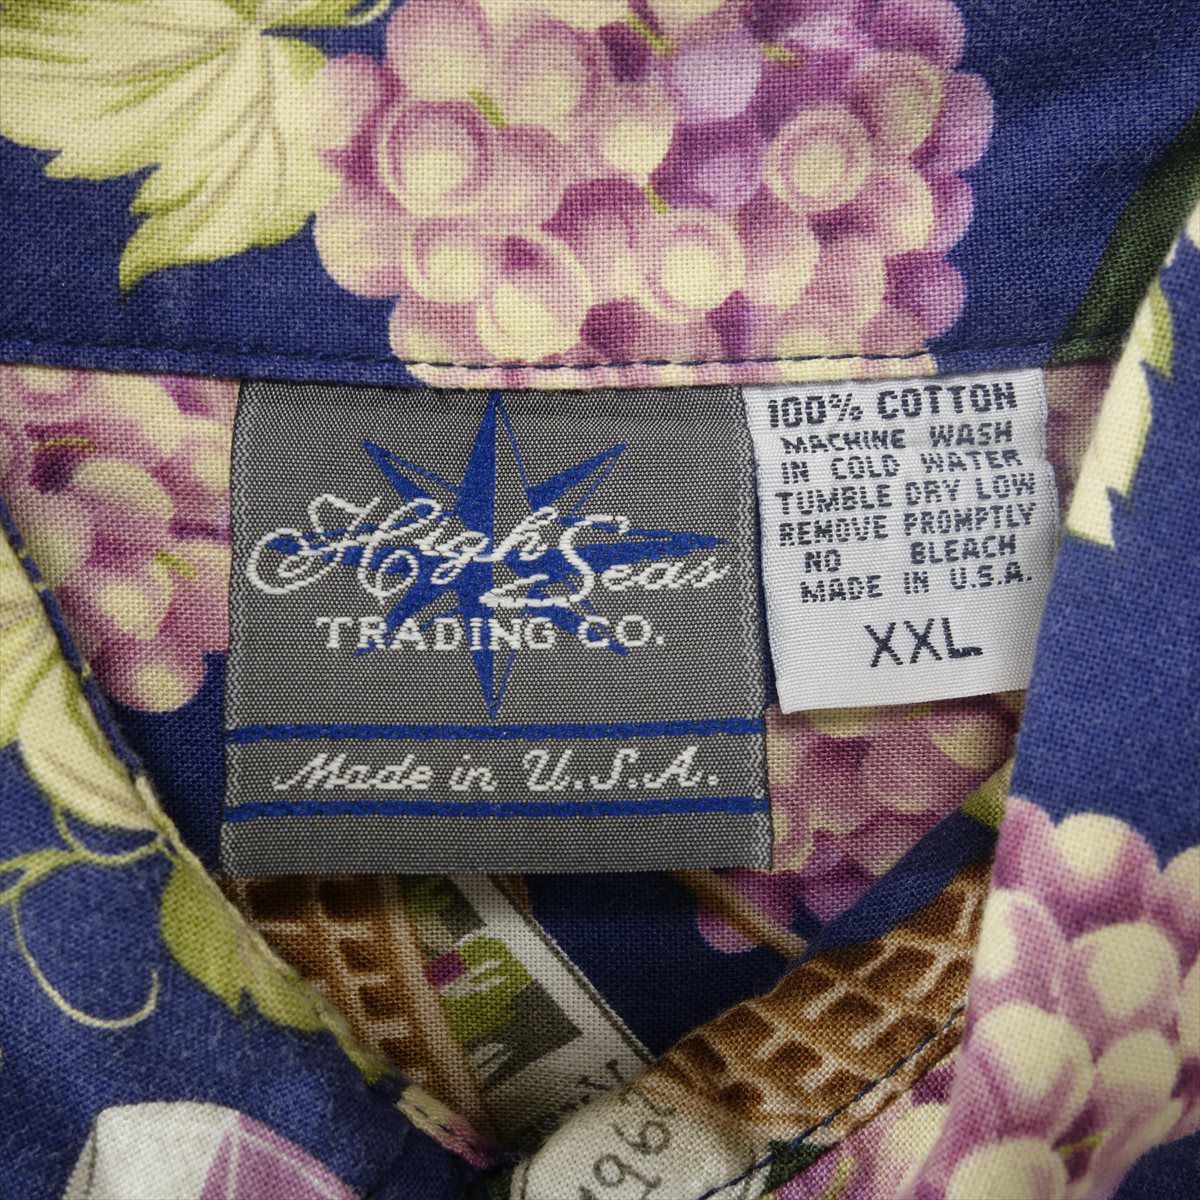 High Seas
TRADING CO.
Made in U.S.A.
100% COTTON
MACHINE WASH
IN COLD WATER
TUMBLE DRY LOW
REMOVE PROMPTLY
NO BLEACH
MADE IN U.S.A.
XXL